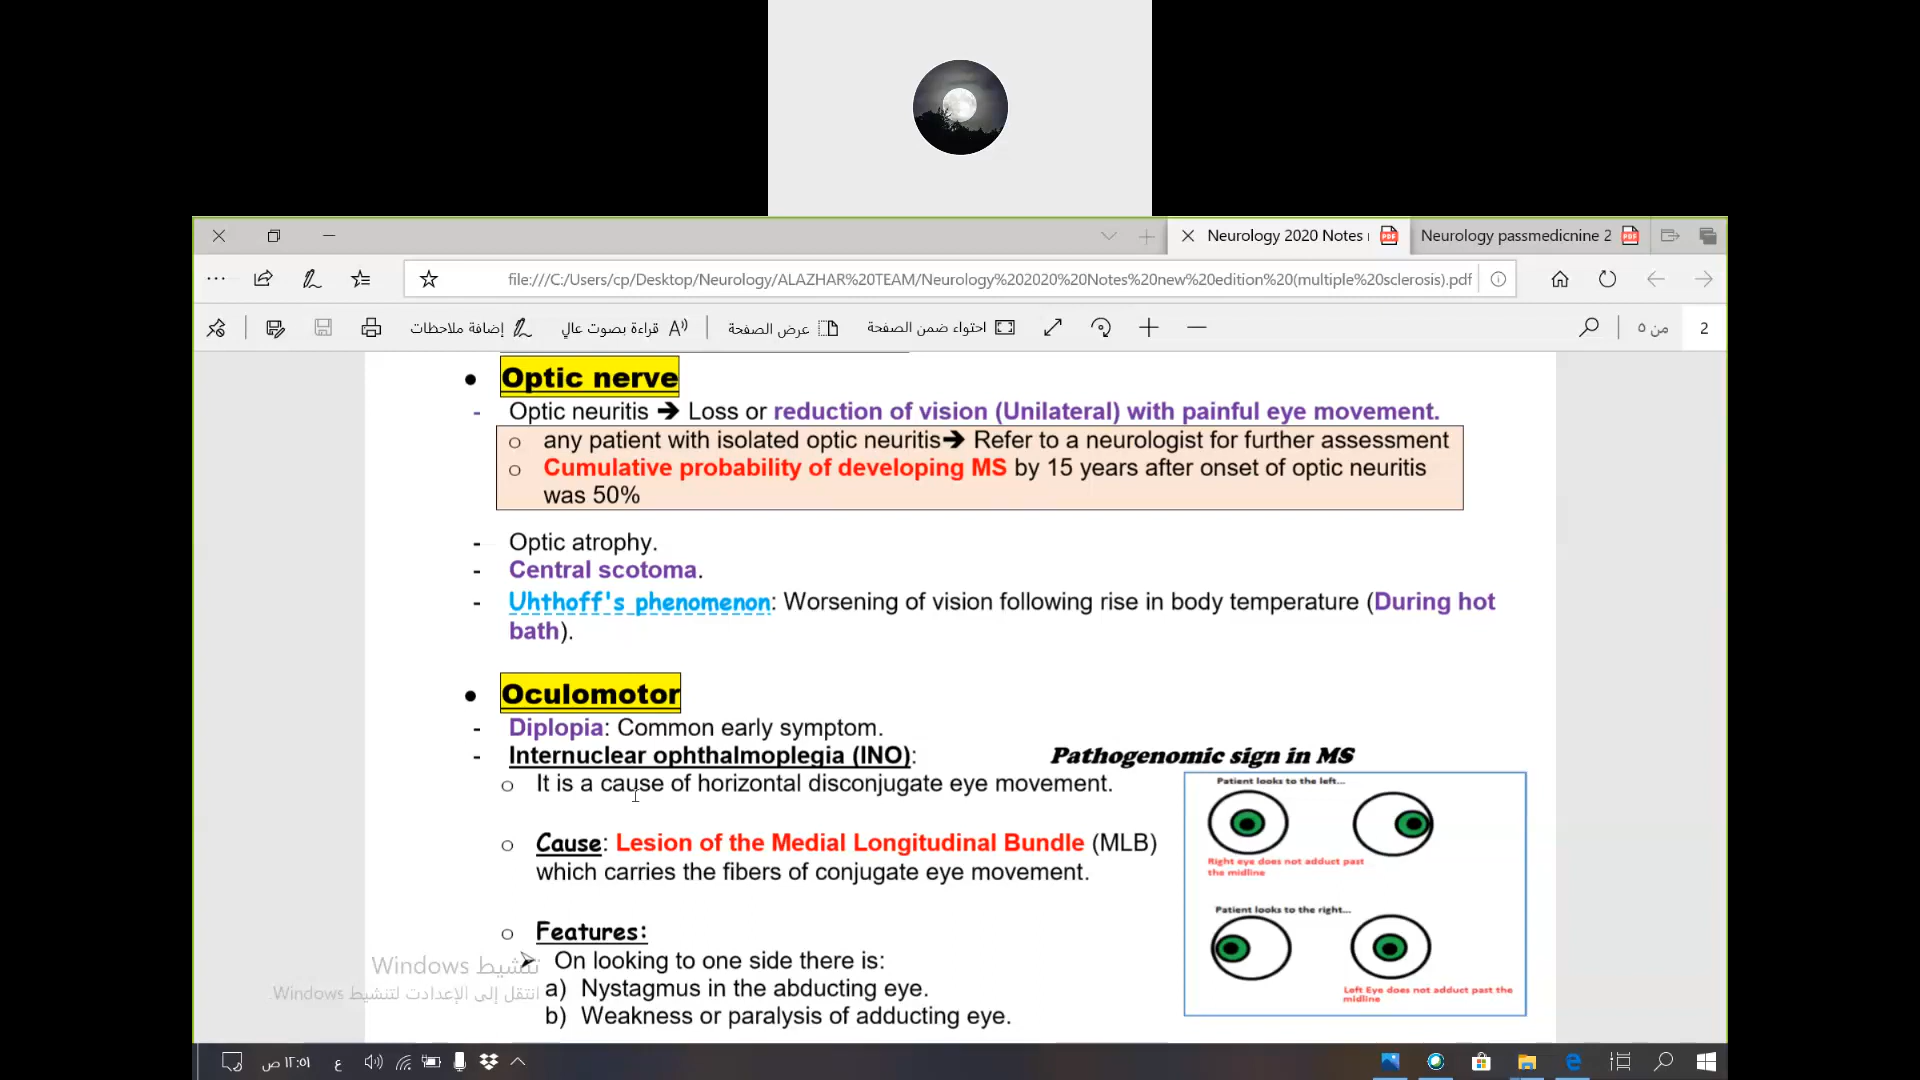 Neurology 2020 Notes
Neurology passmedicnine 2
file:///C:/Users/cp/Desktop/Neurology/ALAZHAR%20TEAM/Neurology%202020%20Notes%20new%20edition%20(multiple%20sclerosis).pdf
إضافة ملاحظات
قراءة بصوت عالٍ
عرض الصفحة
احتواء ضمن الصفحة
من ٥
2
• Optic nerve
- Optic neuritis ➔ Loss or reduction of vision (Unilateral) with painful eye movement.
o any patient with isolated optic neuritis➔ Refer to a neurologist for further assessment
o Cumulative probability of developing MS by 15 years after onset of optic neuritis
was 50%
- Optic atrophy.
- Central scotoma.
- Uhthoff's phenomenon: Worsening of vision following rise in body temperature (During hot
bath).
• Oculomotor
- Diplopia: Common early symptom.
- Internuclear ophthalmoplegia (INO):
Pathogenomic sign in MS
o It is a cause of horizontal disconjugate eye movement.
Patient looks to the left...
Right eye does not adduct past
the midline
o Cause: Lesion of the Medial Longitudinal Bundle (MLB)
which carries the fibers of conjugate eye movement.
Patient looks to the right...
Left Eye does not adduct past the
midline
o Features:
➢ On looking to one side there is:
a) Nystagmus in the abducting eye.
b) Weakness or paralysis of adducting eye.
تنشيط Windows
انتقل إلى الإعدادات لتنشيط Windows.
١٢:٥١ ص
ع